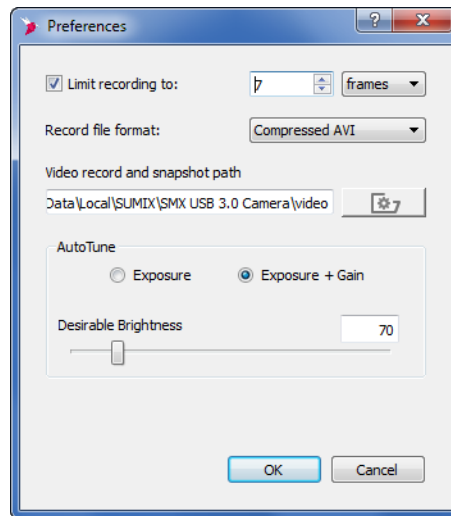 Preferences
Limit recording to: 7 frames
Record file format: Compressed AVI
Video record and snapshot path
Data\Local\SUMIX\SMX USB 3.0 Camera\video
AutoTune
Exposure Exposure + Gain
Desirable Brightness 70
OK Cancel